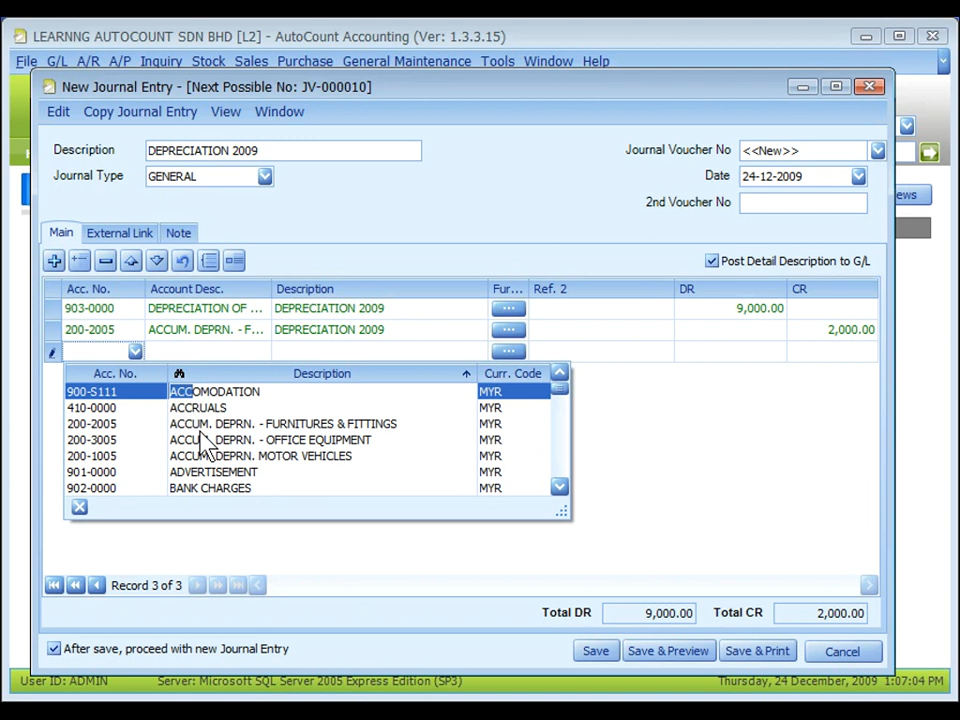 LEARNNG AUTOCOUNT SDN BHD [L2] - AutoCount Accounting (Ver: 1.3.3.15)
File G/L A/R A/P Inquiry Stock Sales Purchase General Maintenance Tools Window Help
New Journal Entry - [Next Possible No: JV-000010]
Edit Copy Journal Entry View Window
Description DEPRECIATION 2009 Journal Voucher No <<New>>
Journal Type GENERAL Date 24-12-2009
ews
2nd Voucher No
Main External Link Note
Post Detail Description to G/L
Acc. No. Account Desc. Description Fur... Ref. 2 DR CR
903-0000 DEPRECIATION OF ... DEPRECIATION 2009 ... 9,000.00
200-2005 ACCUM. DEPRN. - F... DEPRECIATION 2009 ... 2,000.00
...
Acc. No. Description Curr. Code
900-S111 ACCOMODATION MYR
410-0000 ACCRUALS MYR
200-2005 ACCUM. DEPRN. - FURNITURES & FITTINGS MYR
200-3005 ACCUM. DEPRN. - OFFICE EQUIPMENT MYR
200-1005 ACCUM. DEPRN. MOTOR VEHICLES MYR
901-0000 ADVERTISEMENT MYR
902-0000 BANK CHARGES MYR
Record 3 of 3
Total DR 9,000.00 Total CR 2,000.00
After save, proceed with new Journal Entry Save Save & Preview Save & Print Cancel
User ID: ADMIN Server: Microsoft SQL Server 2005 Express Edition (SP3) Thursday, 24 December, 2009 1:07:04 PM